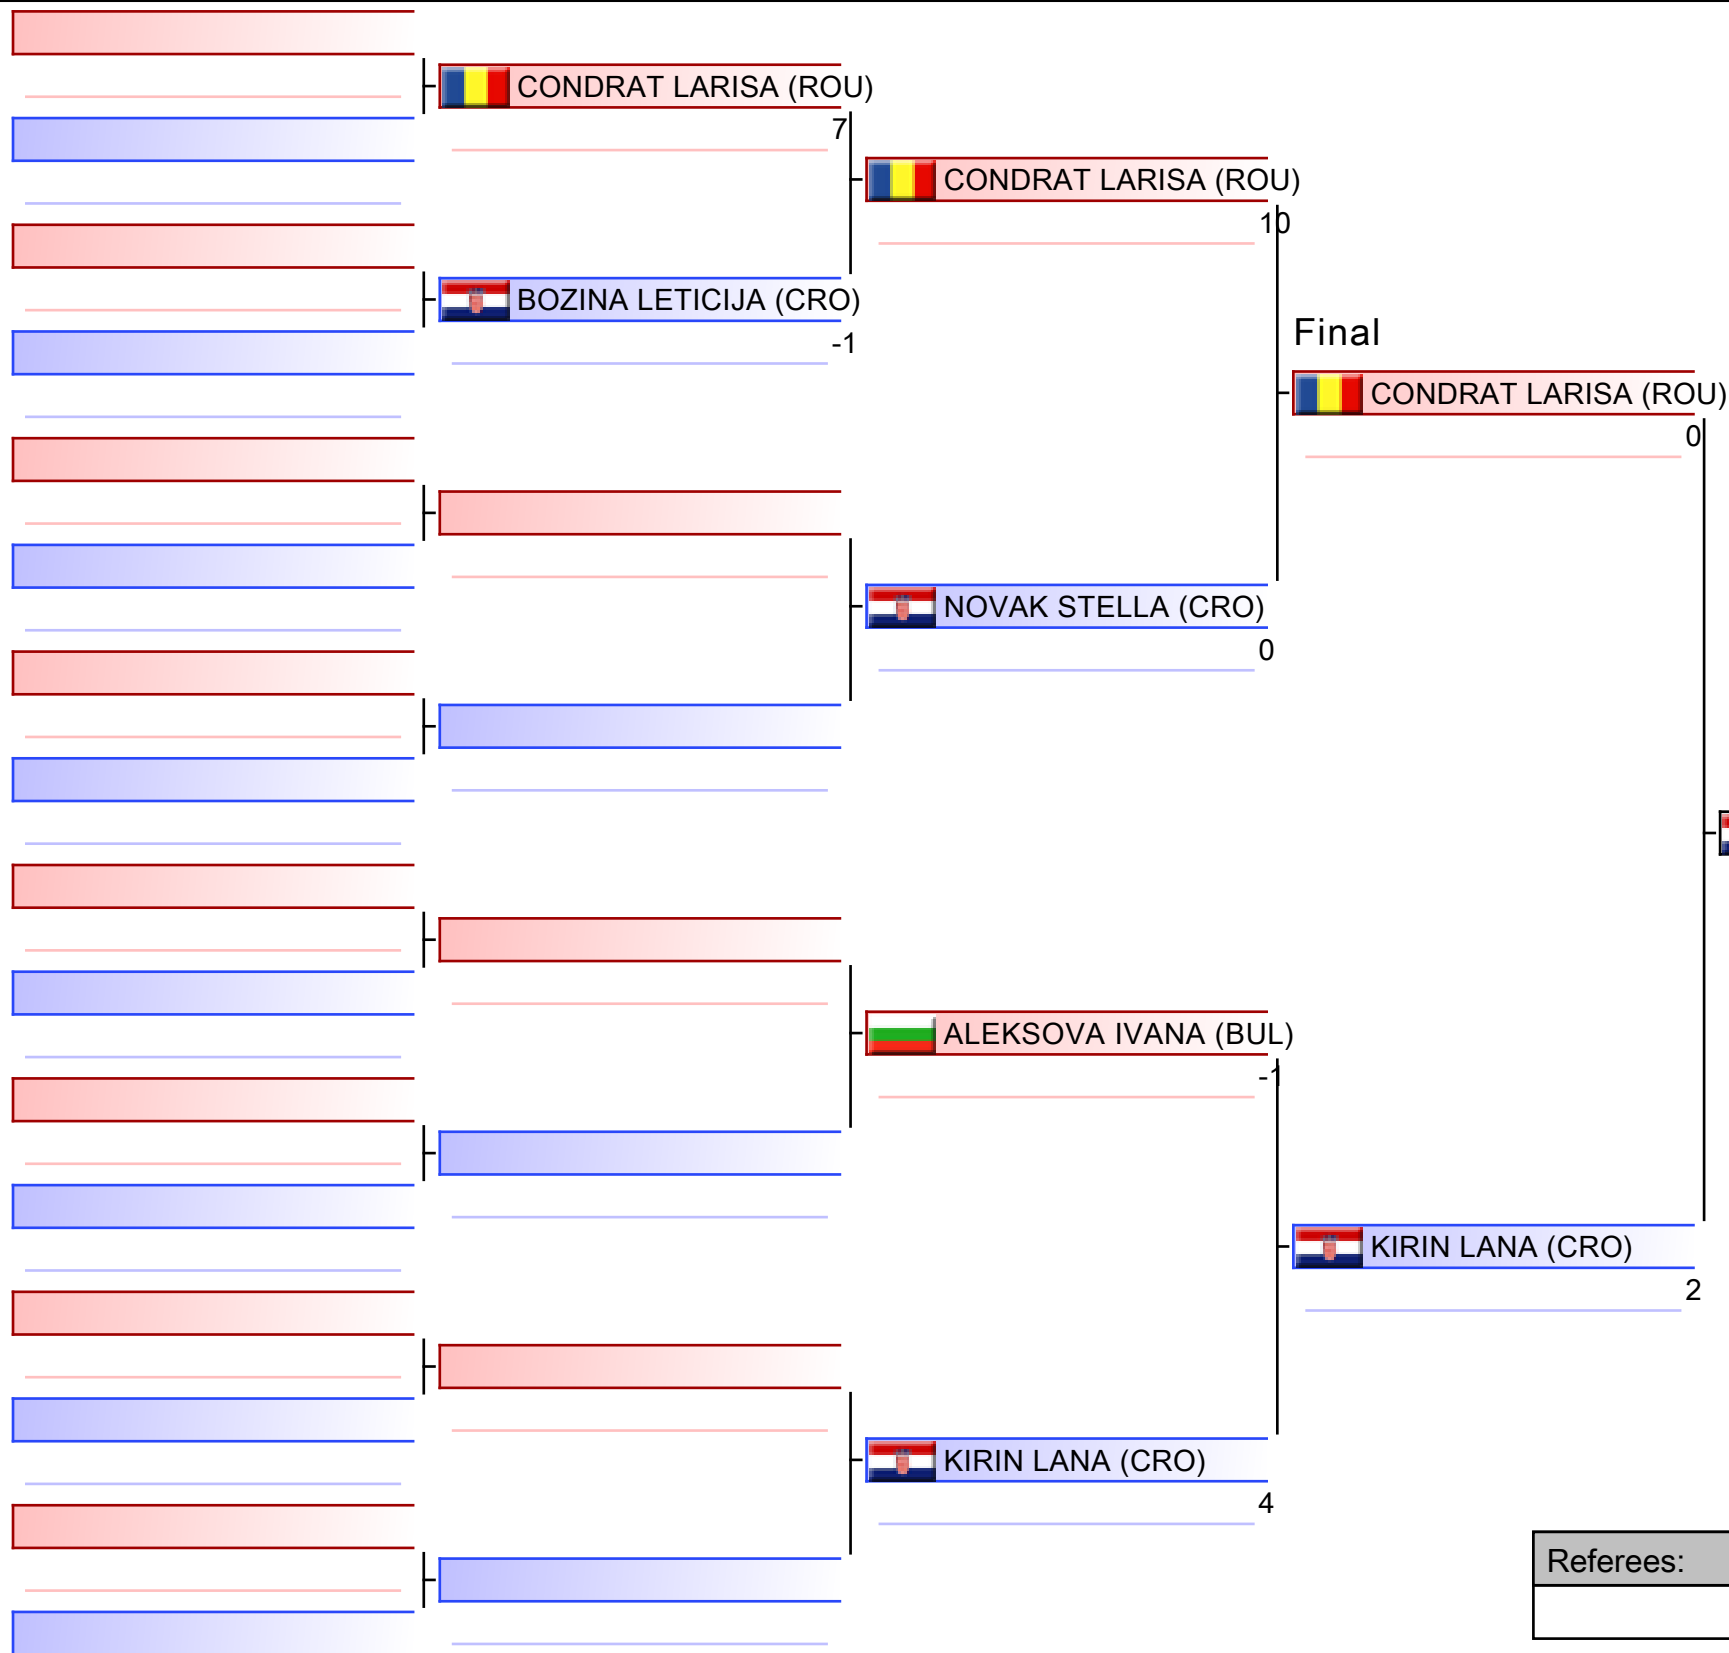 CONDRAT LARISA (ROU)
7
CONDRAT LARISA (ROU)
10
BOZINA LETICIJA (CRO)
-1
Final
CONDRAT LARISA (ROU)
0
NOVAK STELLA (CRO)
0
ALEKSOVA IVANA (BUL)
-1
KIRIN LANA (CRO)
2
KIRIN LANA (CRO)
4
Referees: